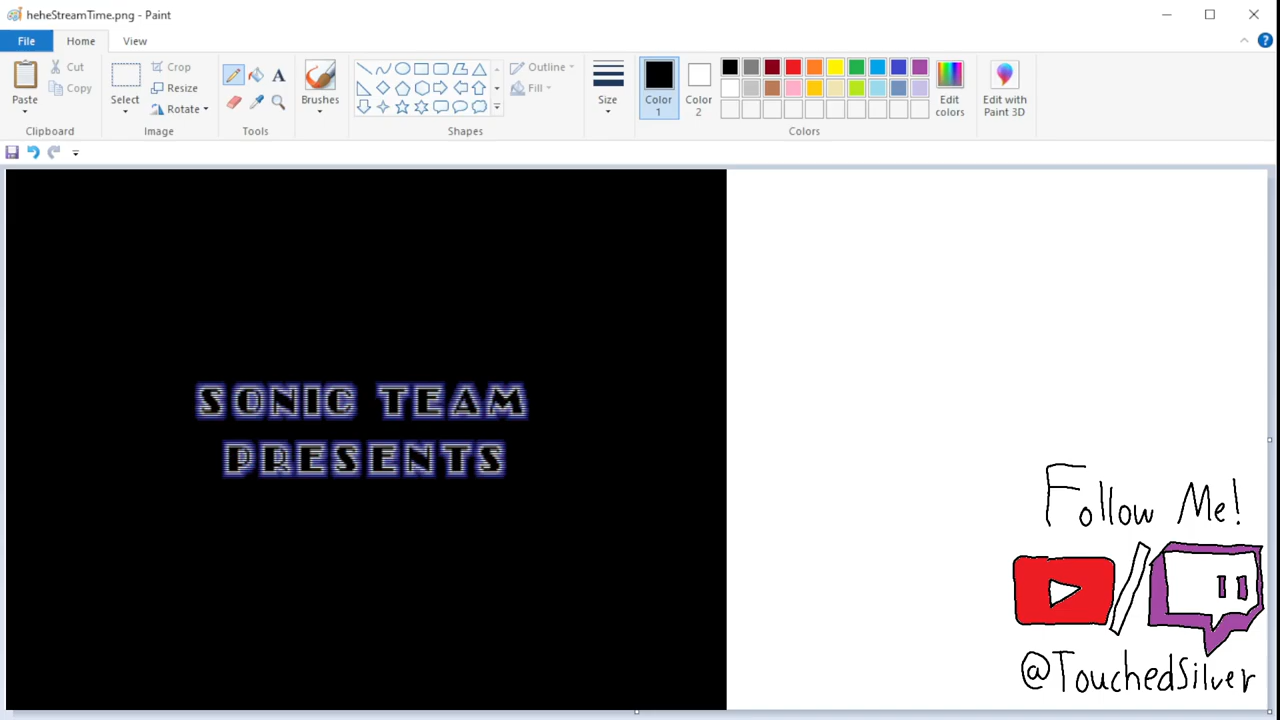 heheStreamTime.png - Paint
File Home View
Paste
Cut
Copy
Clipboard
Select
Crop
Resize
Rotate
Image
A
Tools
Brushes
Shapes
Outline
Fill
Size
Color 1
Color 2
Edit colors
Colors
Edit with Paint 3D
?
SONIC TEAM
PRESENTS
Follow Me!
@TouchedSilver